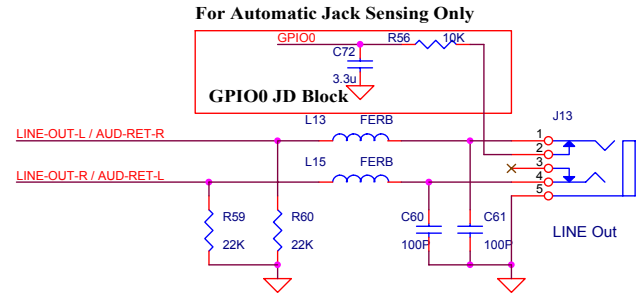 For Automatic Jack Sensing Only
GPIO0
R56
10K
C72
3.3u
GPIO0 JD Block
L13
FERB
J13
LINE-OUT-L / AUD-RET-R
1
2
L15
FERB
3
LINE-OUT-R / AUD-RET-L
4
5
R59
R60
C60
C61
22K
22K
100P
100P
LINE Out